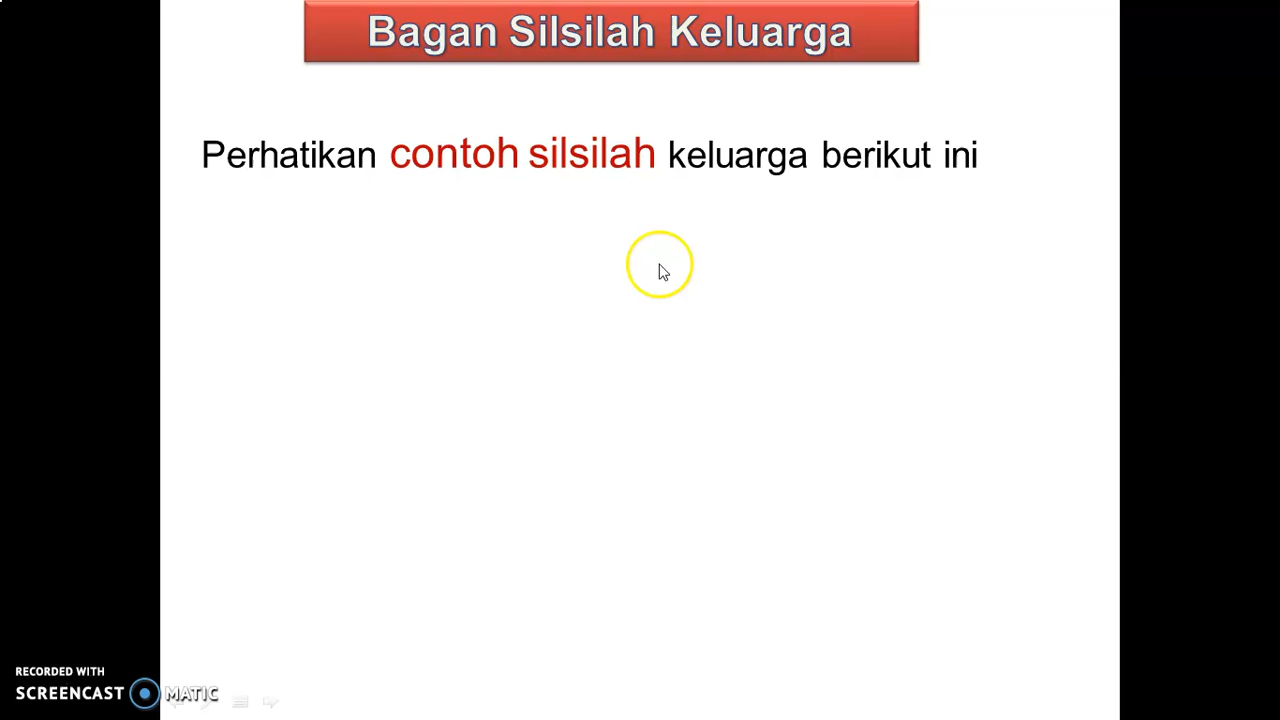 Bagan Silsilah Keluarga
Perhatikan contoh silsilah keluarga berikut ini
RECORDED WITH
SCREENCAST MATIC